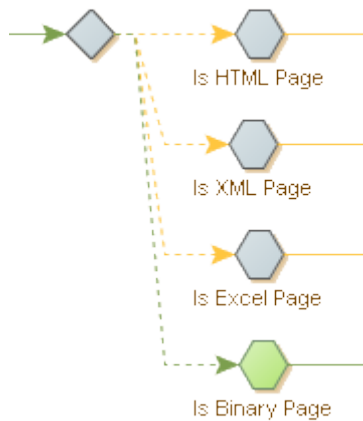 Is HTML Page
Is XML Page
Is Excel Page
Is Binary Page